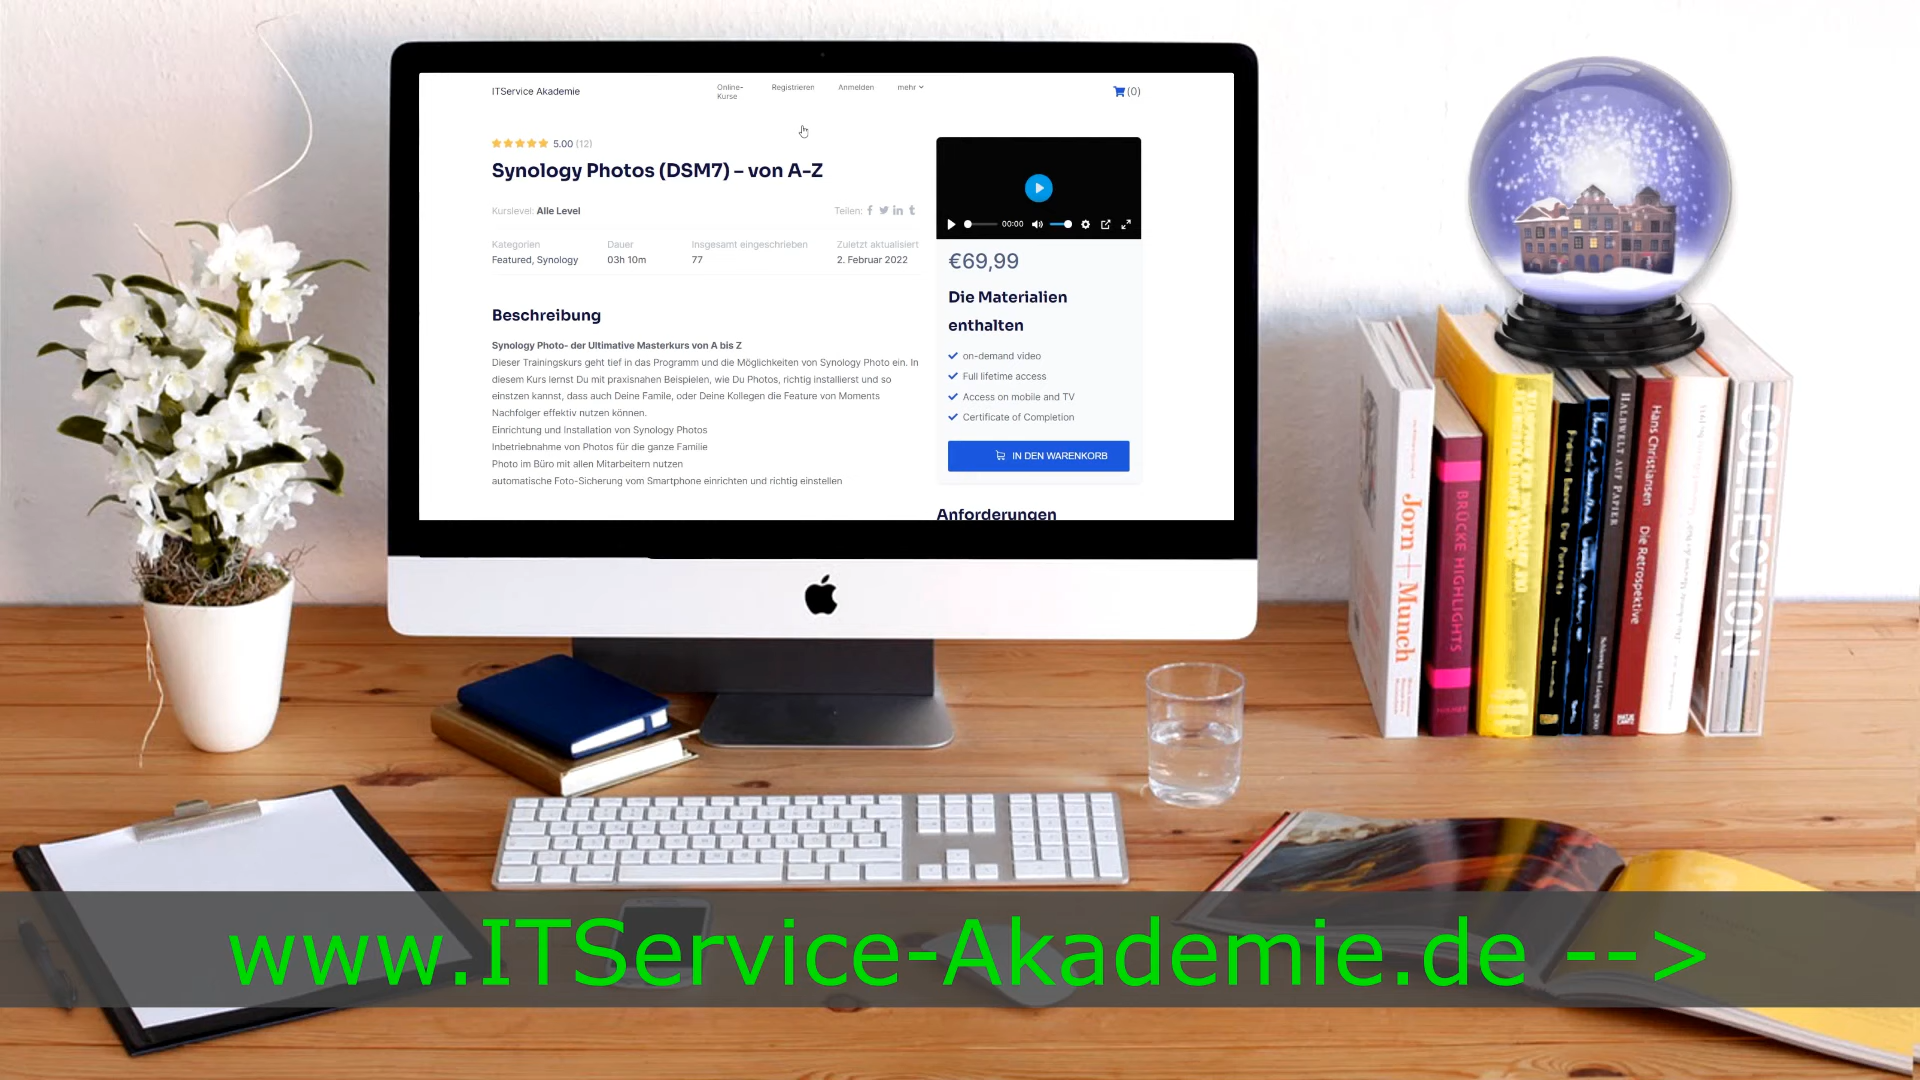 ITService Akademie
Online-
Kurse
Registrieren
Anmelden
mehr
(0)
5.00 (12)
Synology Photos (DSM7) – von A-Z
Kurslevel: Alle Level
Teilen:
Kategorien
Featured, Synology
Dauer
03h 10m
Insgesamt eingeschrieben
77
Zuletzt aktualisiert
2. Februar 2022
Beschreibung
Synology Photo- der Ultimative Masterkurs von A bis Z
Dieser Trainingskurs geht tief in das Programm und die Möglichkeiten von Synology Photo ein. In
diesem Kurs lernst Du mit praxisnahen Beispielen, wie Du Photos, richtig installierst und so
einstzen kannst, dass auch Deine Famile, oder Deine Kollegen die Feature von Moments
Nachfolger effektiv nutzen können.
Einrichtung und Installation von Synology Photos
Inbetriebnahme von Photos für die ganze Familie
Photo im Büro mit allen Mitarbeitern nutzen
automatische Foto-Sicherung vom Smartphone einrichten und richtig einstellen
00:00
€69,99
Die Materialien
enthalten
on-demand video
Full lifetime access
Access on mobile and TV
Certificate of Completion
IN DEN WARENKORB
Anforderungen
Jorn+Munch
BRÜCKE HIGHLIGHTS
HALBWELT AUF PAPIER
Hans Christiansen
Die Retrospektive
COLLECTION
www.ITService-Akademie.de -->